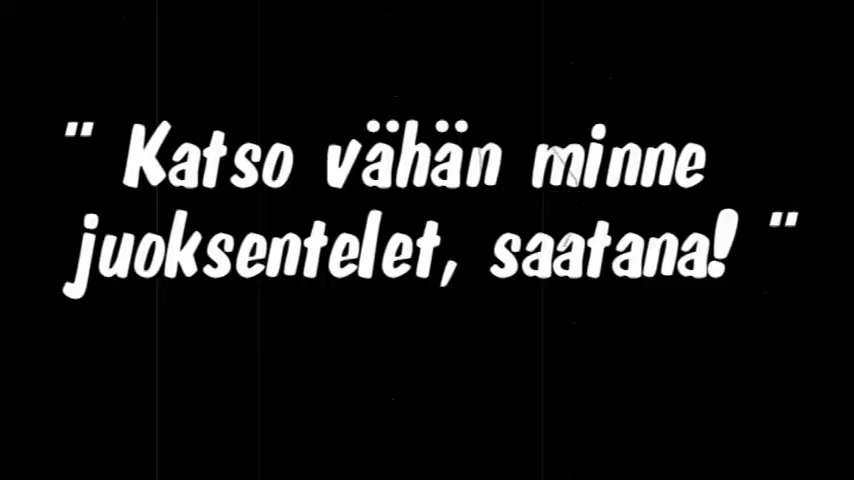 " Katso vähän minne
juoksentelet, saatana! "